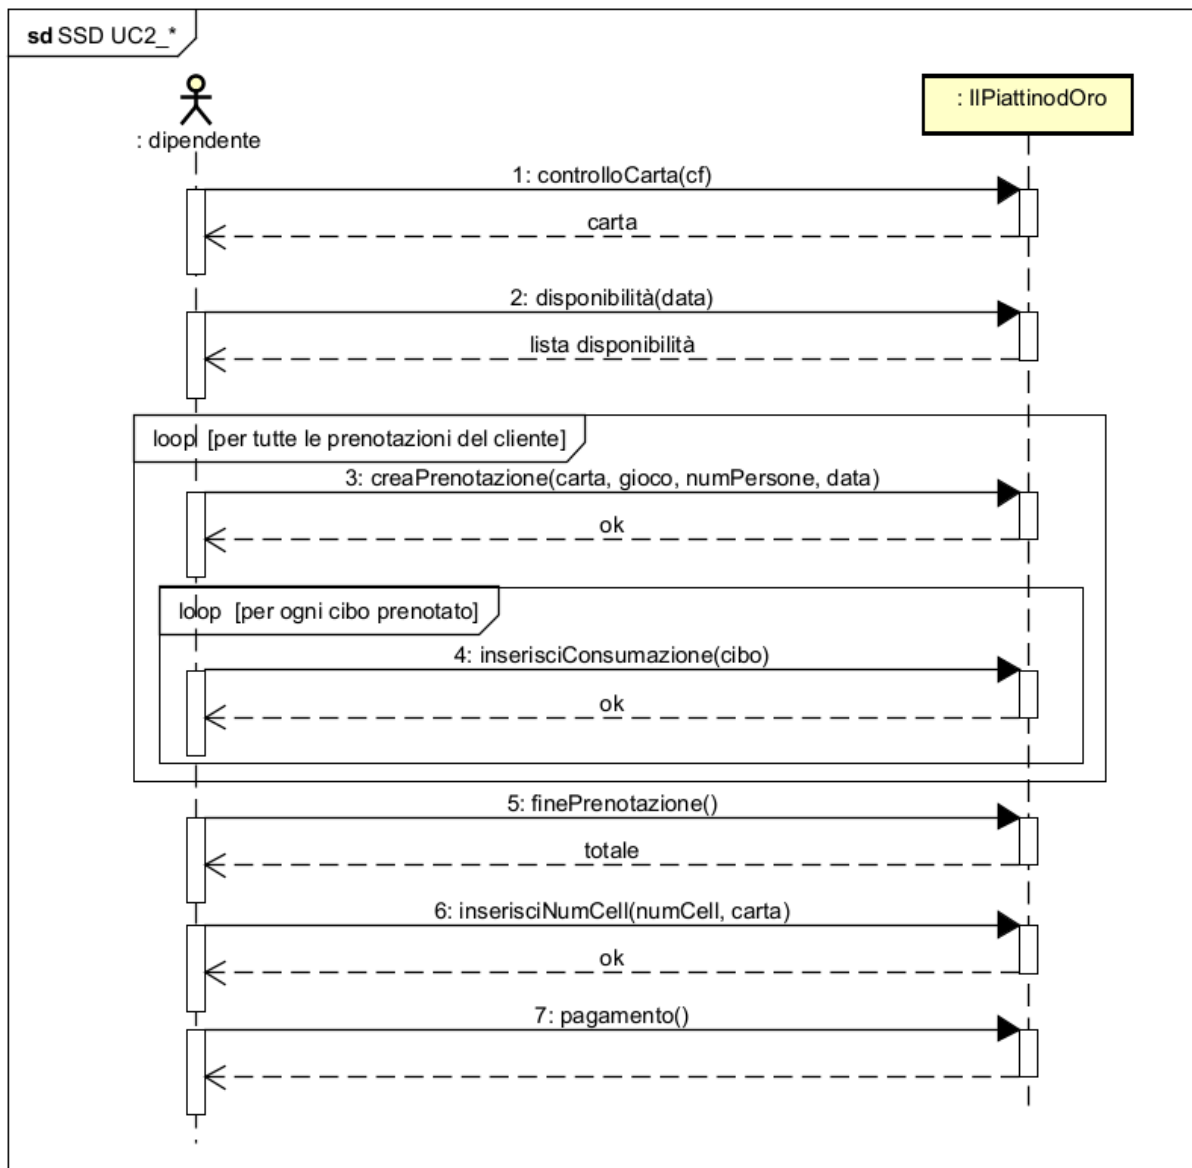 sd SSD UC2_*
: dipendente
: IlPiattinodOro
1: controlloCarta(cf)
carta
2: disponibilità(data)
lista disponibilità
loop [per tutte le prenotazioni del cliente]
3: creaPrenotazione(carta, gioco, numPersone, data)
ok
loop [per ogni cibo prenotato]
4: inserisciConsumazione(cibo)
ok
5: finePrenotazione()
totale
6: inserisciNumCell(numCell, carta)
ok
7: pagamento()